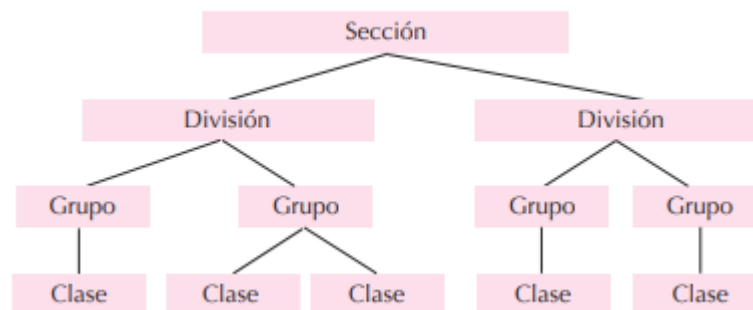 Sección
División División
Grupo Grupo Grupo Grupo
Clase Clase Clase Clase Clase